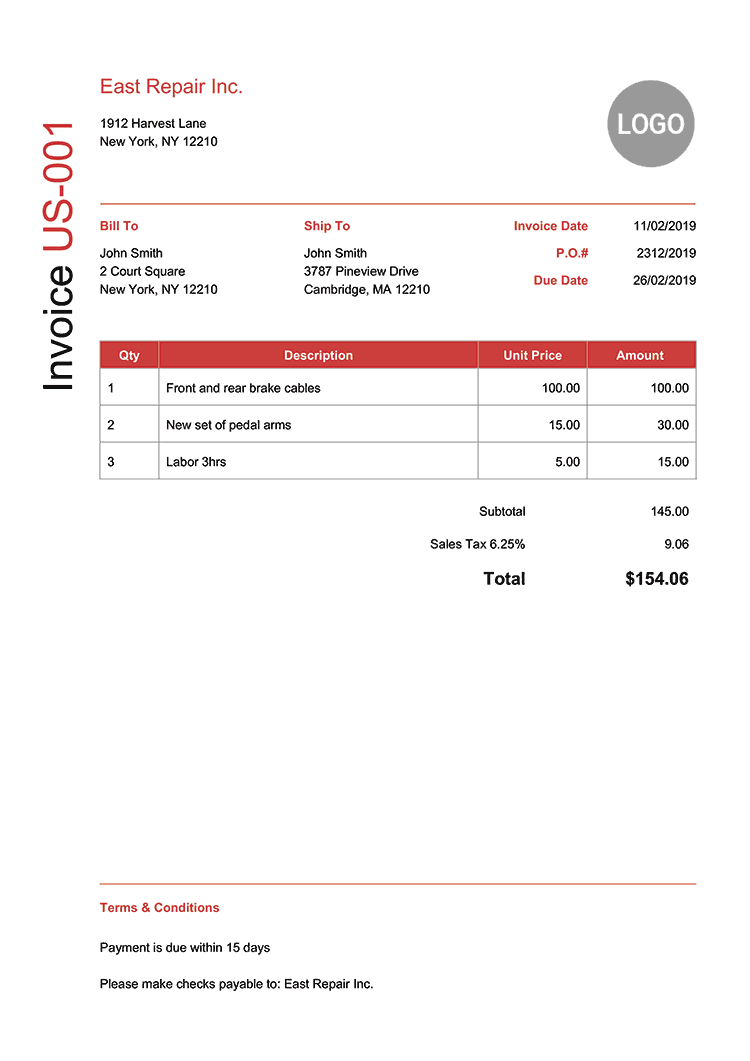 East Repair Inc.
1912 Harvest Lane
New York, NY 12210
LOGO
Invoice US-001
Bill To
John Smith
2 Court Square
New York, NY 12210
Ship To
John Smith
3787 Pineview Drive
Cambridge, MA 12210
Invoice Date 11/02/2019
P.O.# 2312/2019
Due Date 26/02/2019
Qty Description Unit Price Amount
1 Front and rear brake cables 100.00 100.00
2 New set of pedal arms 15.00 30.00
3 Labor 3hrs 5.00 15.00
Subtotal 145.00
Sales Tax 6.25% 9.06
Total $154.06
Terms & Conditions
Payment is due within 15 days
Please make checks payable to: East Repair Inc.